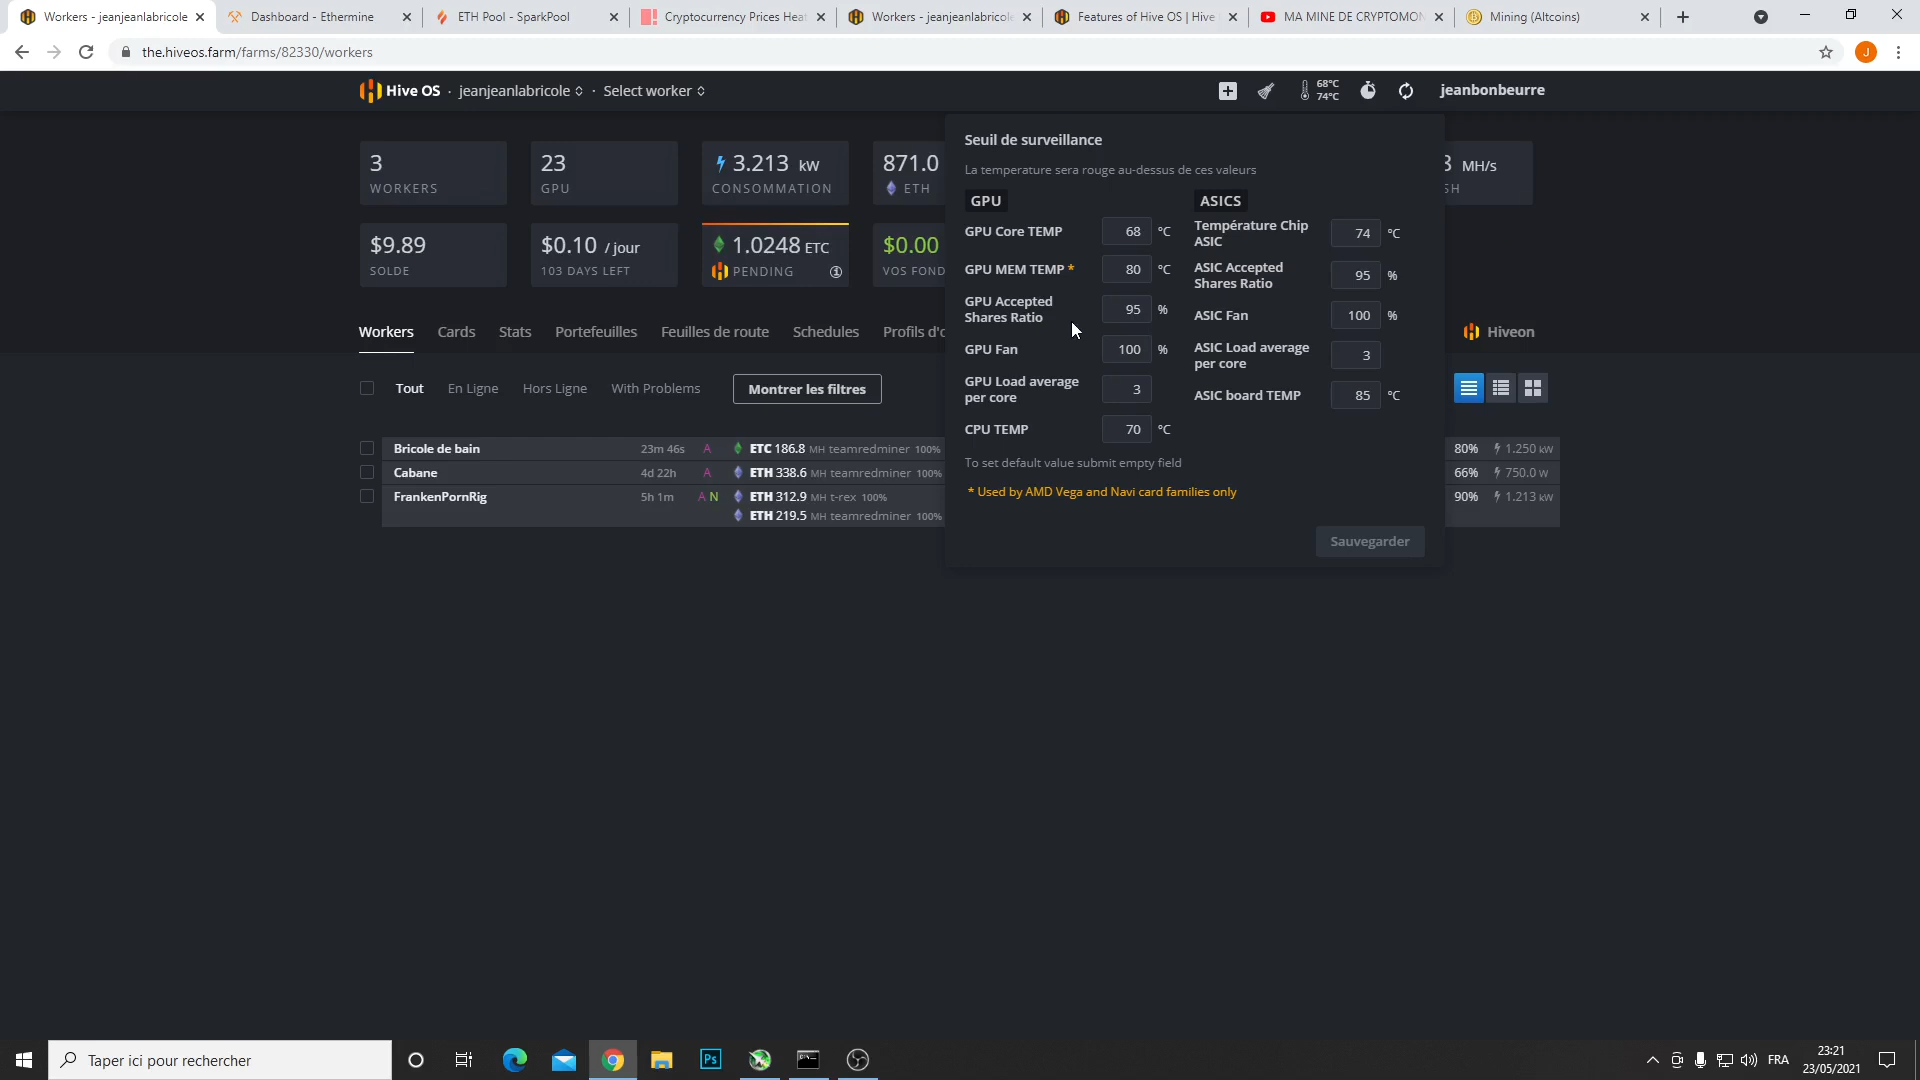 Workers - jeanjeanlabricole
Dashboard - Ethermine
ETH Pool - SparkPool
Cryptocurrency Prices Hea
Workers - jeanjeanlabricole
Features of Hive OS | Hive
MA MINE DE CRYPTOMON
Mining (Altcoins)
the.hiveos.farm/farms/82330/workers
J
Hive OS · jeanjeanlabricole · Select worker
68°C
74°C
jeanbonbeurre
3
WORKERS
23
GPU
3.213 kW
CONSOMMATION
871.0
ETH
MH/s
$9.89
SOLDE
$0.10 / jour
103 DAYS LEFT
1.0248 ETC
PENDING
$0.00
VOS FOND
Seuil de surveillance
La temperature sera rouge au-dessus de ces valeurs
GPU
GPU Core TEMP 68 °C
GPU MEM TEMP * 80 °C
GPU Accepted
Shares Ratio 95 %
GPU Fan 100 %
GPU Load average
per core 3
CPU TEMP 70 °C
ASICS
Température Chip
ASIC 74 °C
ASIC Accepted
Shares Ratio 95 %
ASIC Fan 100 %
ASIC Load average
per core 3
ASIC board TEMP 85 °C
To set default value submit empty field
* Used by AMD Vega and Navi card families only
Sauvegarder
Workers Cards Stats Portefeuilles Feuilles de route Schedules Profils d'o
Hiveon
Tout En Ligne Hors Ligne With Problems Montrer les filtres
Bricole de bain 23m 46s A ETC 186.8 MH teamredminer 100% 80% 1.250 kW
Cabane 4d 22h A ETH 338.6 MH teamredminer 100% 66% 750.0 W
FrankenPornRig 5h 1m A N ETH 312.9 MH t-rex 100% 90% 1.213 kW
ETH 219.5 MH teamredminer 100%
Taper ici pour rechercher
Ps
FRA
23:21
23/05/2021